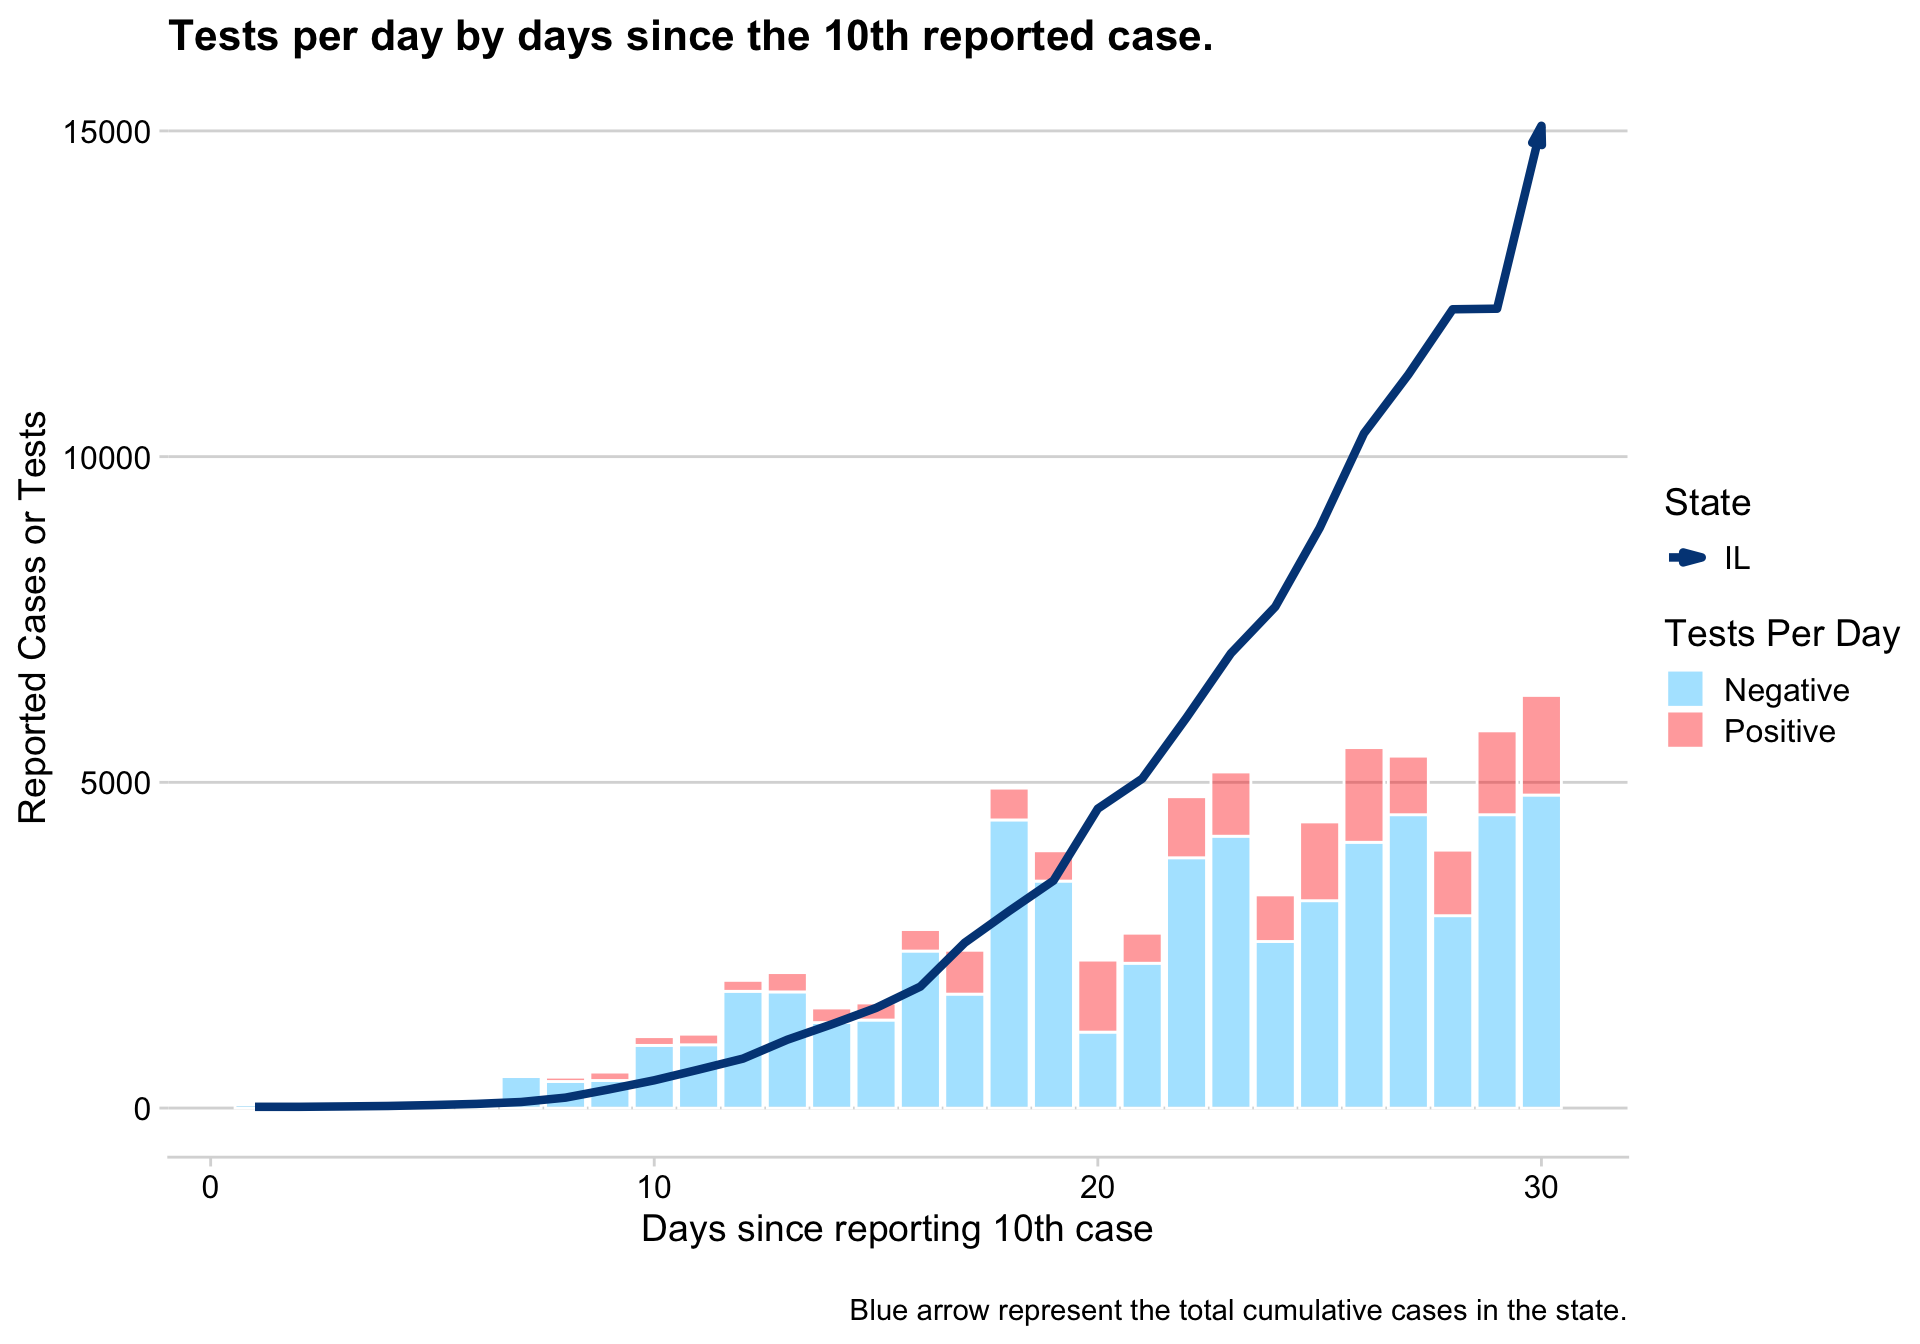 Tests per day by days since the 10th reported case.
15000
10000
5000
0
Reported Cases or Tests
0 10 20 30
Days since reporting 10th case
State
IL
Tests Per Day
Negative
Positive
Blue arrow represent the total cumulative cases in the state.